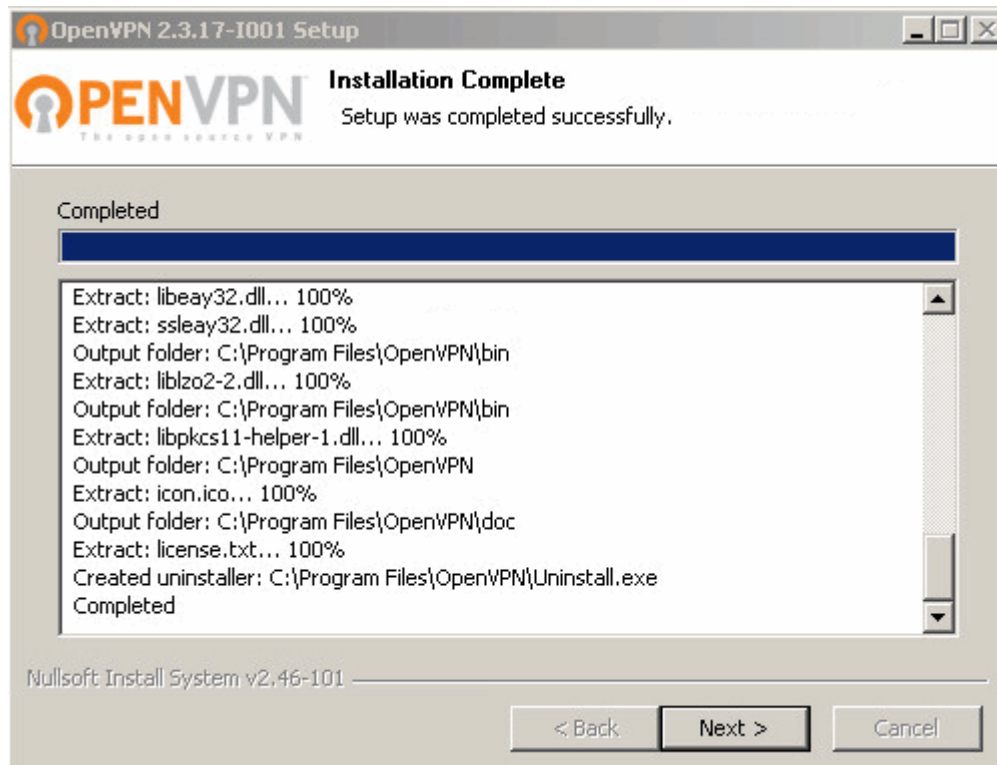 OpenVPN 2.3.17-I001 Setup
OPENVPN
The open source VPN
Installation Complete
Setup was completed successfully.
Completed
Extract: libeay32.dll... 100%
Extract: ssleay32.dll... 100%
Output folder: C:\Program Files\OpenVPN\bin
Extract: liblzo2-2.dll... 100%
Output folder: C:\Program Files\OpenVPN\bin
Extract: libpkcs11-helper-1.dll... 100%
Output folder: C:\Program Files\OpenVPN
Extract: icon.ico... 100%
Output folder: C:\Program Files\OpenVPN\doc
Extract: license.txt... 100%
Created uninstaller: C:\Program Files\OpenVPN\Uninstall.exe
Completed
Nullsoft Install System v2.46-101
< Back
Next >
Cancel